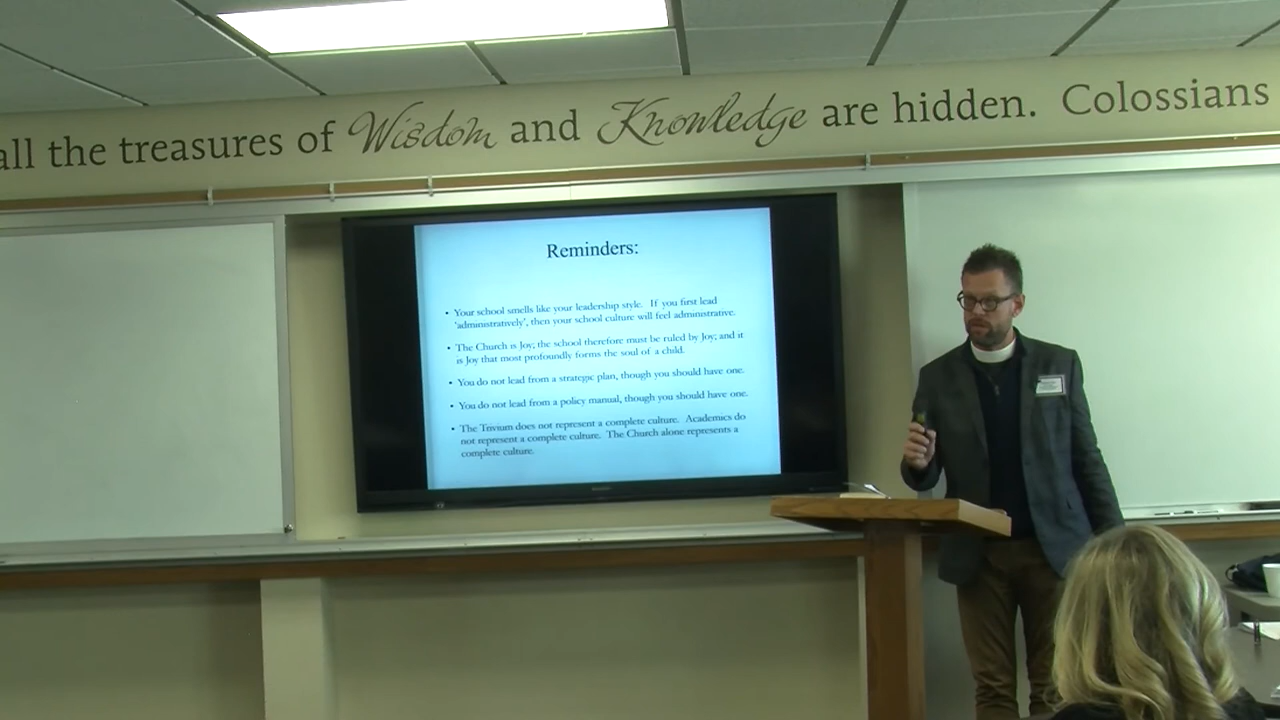 all the treasures of Wisdom and Knowledge are hidden. Colossians
Reminders:
• Your school smells like your leadership style. If you first lead
'administratively', then your school culture will feel administrative.
• The Church is Joy; the school therefore must be ruled by Joy; and it
is Joy that most profoundly forms the soul of a child.
• You do not lead from a strategic plan, though you should have one.
• You do not lead from a policy manual, though you should have one.
• The Trivium does not represent a complete culture. Academics do
not represent a complete culture. The Church alone represents a
complete culture.